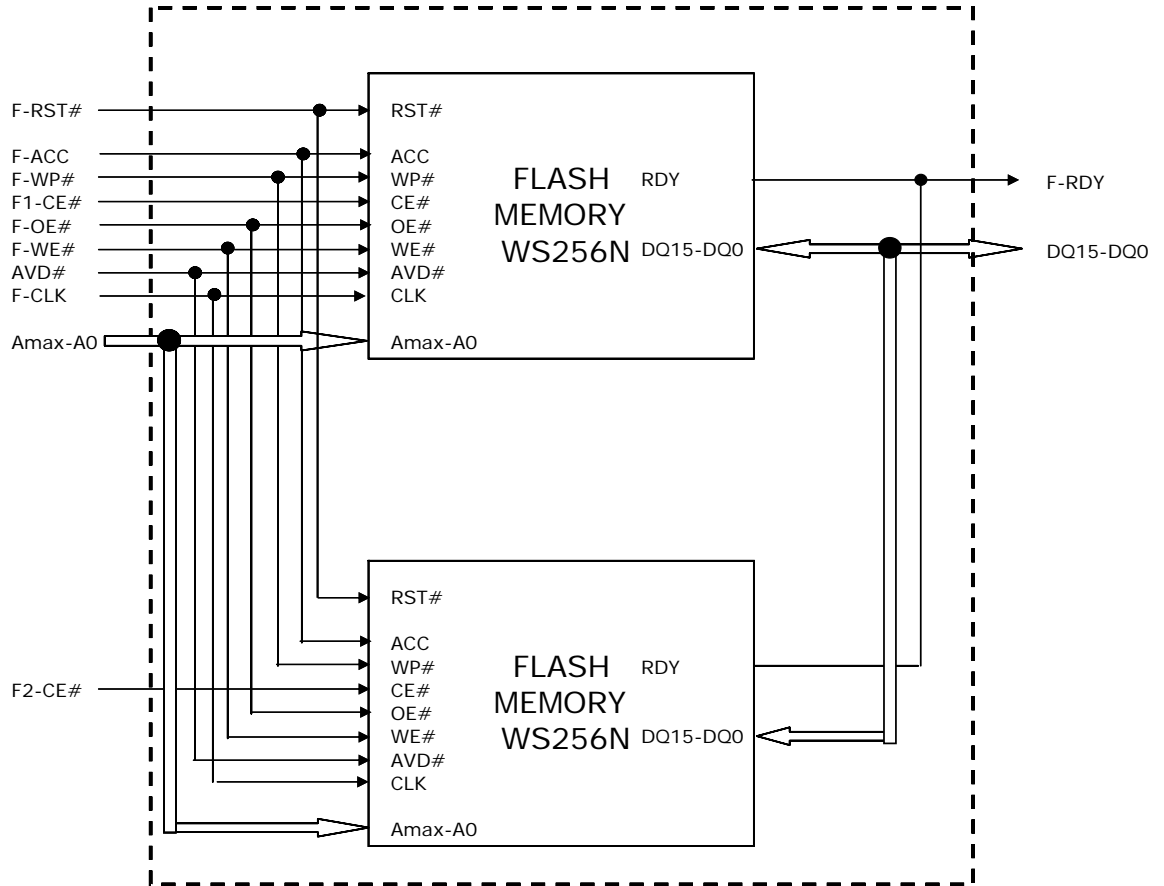 F-RST#
F-ACC
F-WP#
F1-CE#
F-OE#
F-WE#
AVD#
F-CLK
Amax-A0
RST#
ACC
WP#
CE#
OE#
WE#
AVD#
CLK
Amax-A0
FLASH
MEMORY
WS256N
RDY
DQ15-DQ0
F-RDY
DQ15-DQ0
F2-CE#
RST#
ACC
WP#
CE#
OE#
WE#
AVD#
CLK
Amax-A0
FLASH
MEMORY
WS256N
RDY
DQ15-DQ0